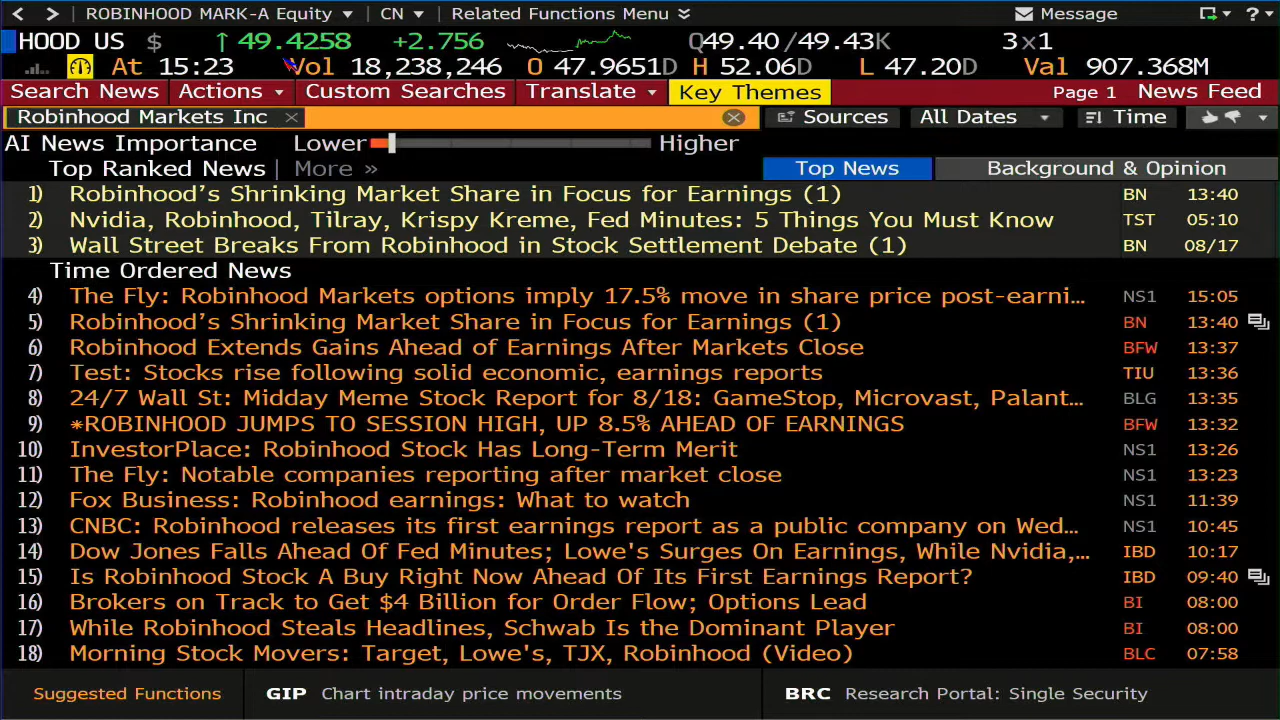 < > ROBINHOOD MARK-A Equity CN Related Functions Menu Message ?
HOOD US $ ↑ 49.4258 +2.756 Q49.40 /49.43K 3x1
At 15:23 Vol 18,238,246 O 47.9651D H 52.06D L 47.20D Val 907.368M
Search News Actions Custom Searches Translate Key Themes Page 1 News Feed
Robinhood Markets Inc × Sources All Dates Time
AI News Importance Lower Higher
Top Ranked News More » Top News Background & Opinion
1) Robinhood's Shrinking Market Share in Focus for Earnings (1) BN 13:40
2) Nvidia, Robinhood, Tilray, Krispy Kreme, Fed Minutes: 5 Things You Must Know TST 05:10
3) Wall Street Breaks From Robinhood in Stock Settlement Debate (1) BN 08/17
Time Ordered News
4) The Fly: Robinhood Markets options imply 17.5% move in share price post-earni... NS1 15:05
5) Robinhood's Shrinking Market Share in Focus for Earnings (1) BN 13:40
6) Robinhood Extends Gains Ahead of Earnings After Markets Close BFW 13:37
7) Test: Stocks rise following solid economic, earnings reports TIU 13:36
8) 24/7 Wall St: Midday Meme Stock Report for 8/18: GameStop, Microvast, Palant... BLG 13:35
9) *ROBINHOOD JUMPS TO SESSION HIGH, UP 8.5% AHEAD OF EARNINGS BFW 13:32
10) InvestorPlace: Robinhood Stock Has Long-Term Merit NS1 13:26
11) The Fly: Notable companies reporting after market close NS1 13:23
12) Fox Business: Robinhood earnings: What to watch NS1 11:39
13) CNBC: Robinhood releases its first earnings report as a public company on Wed... NS1 10:45
14) Dow Jones Falls Ahead Of Fed Minutes; Lowe's Surges On Earnings, While Nvidia,... IBD 10:17
15) Is Robinhood Stock A Buy Right Now Ahead Of Its First Earnings Report? IBD 09:40
16) Brokers on Track to Get $4 Billion for Order Flow; Options Lead BI 08:00
17) While Robinhood Steals Headlines, Schwab Is the Dominant Player BI 08:00
18) Morning Stock Movers: Target, Lowe's, TJX, Robinhood (Video) BLC 07:58
Suggested Functions GIP Chart intraday price movements BRC Research Portal: Single Security